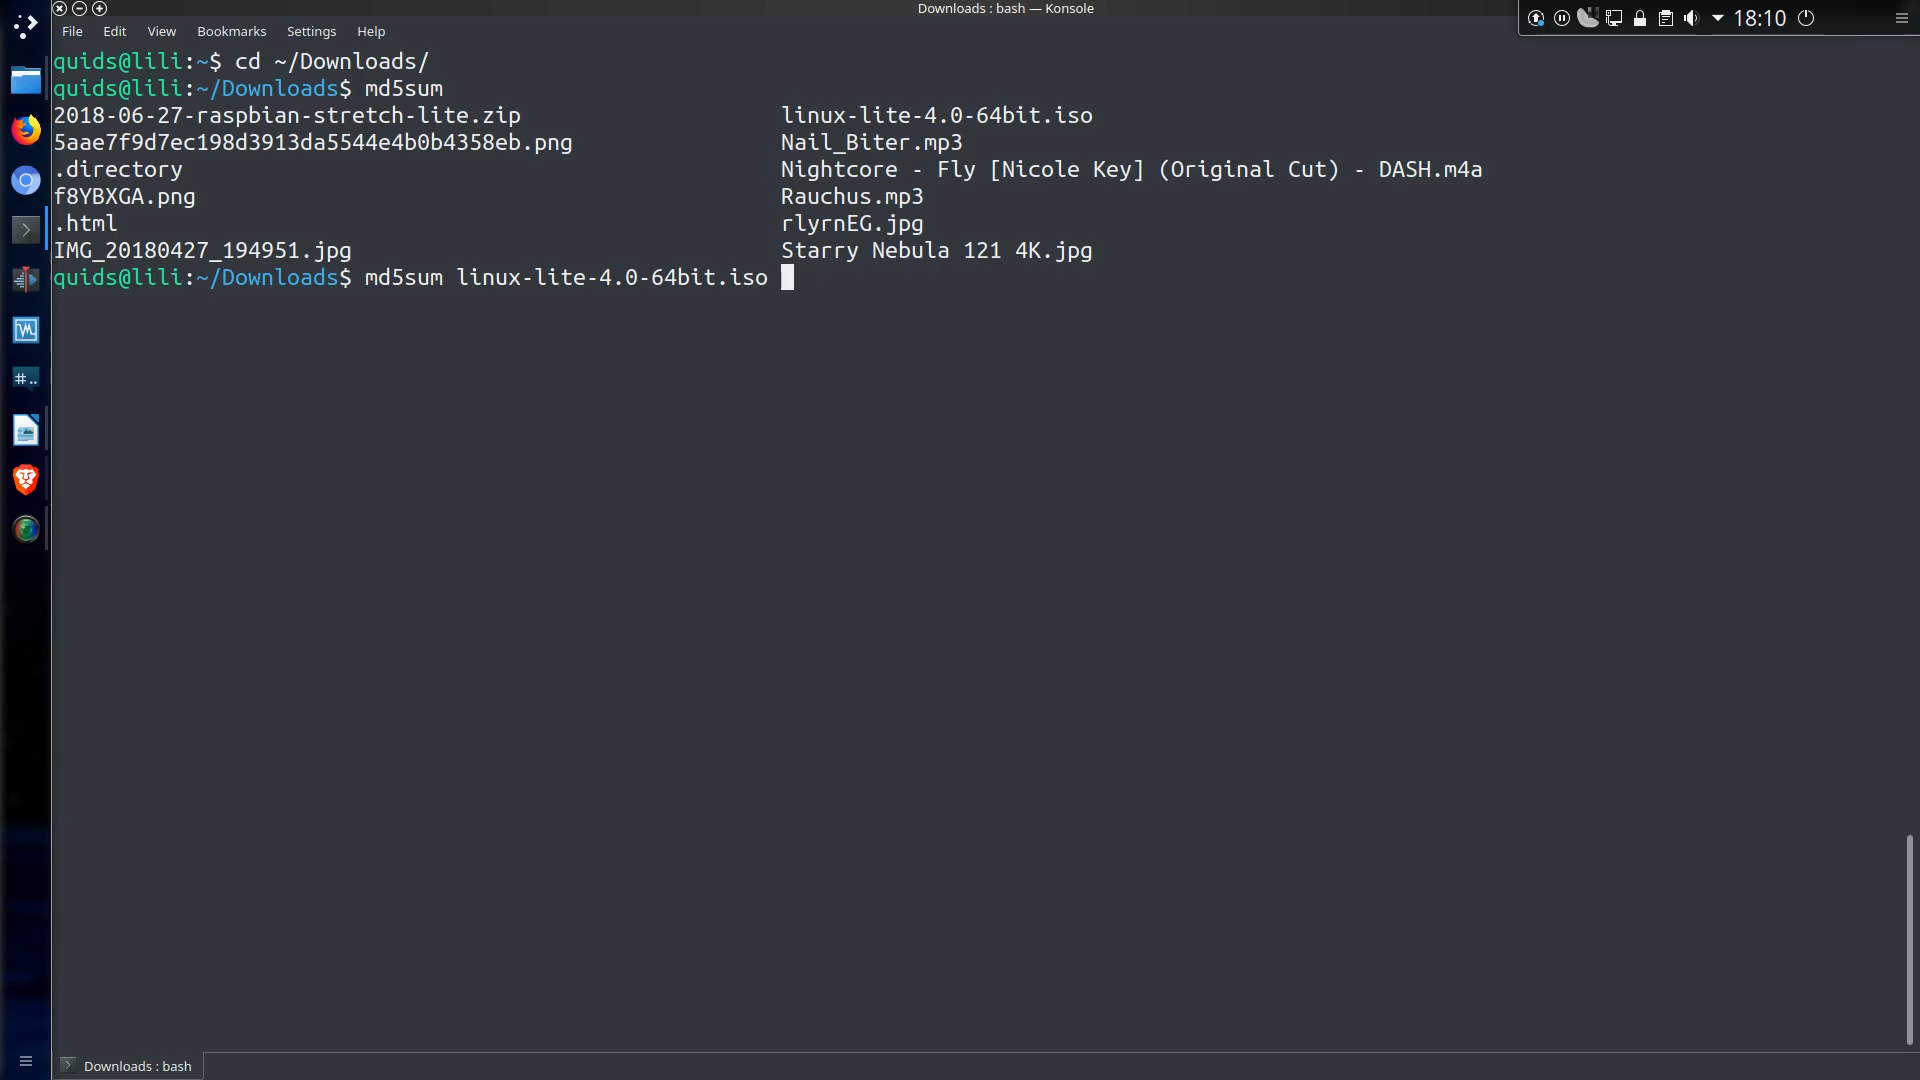 Downloads : bash — Konsole
18:10
File Edit View Bookmarks Settings Help
quids@lili:~$ cd ~/Downloads/
quids@lili:~/Downloads$ md5sum
2018-06-27-raspbian-stretch-lite.zip linux-lite-4.0-64bit.iso
5aae7f9d7ec198d3913da5544e4b0b4358eb.png Nail_Biter.mp3
.directory Nightcore - Fly [Nicole Key] (Original Cut) - DASH.m4a
f8YBXGA.png Rauchus.mp3
.html rlyrnEG.jpg
IMG_20180427_194951.jpg Starry Nebula 121 4K.jpg
quids@lili:~/Downloads$ md5sum linux-lite-4.0-64bit.iso
Downloads : bash